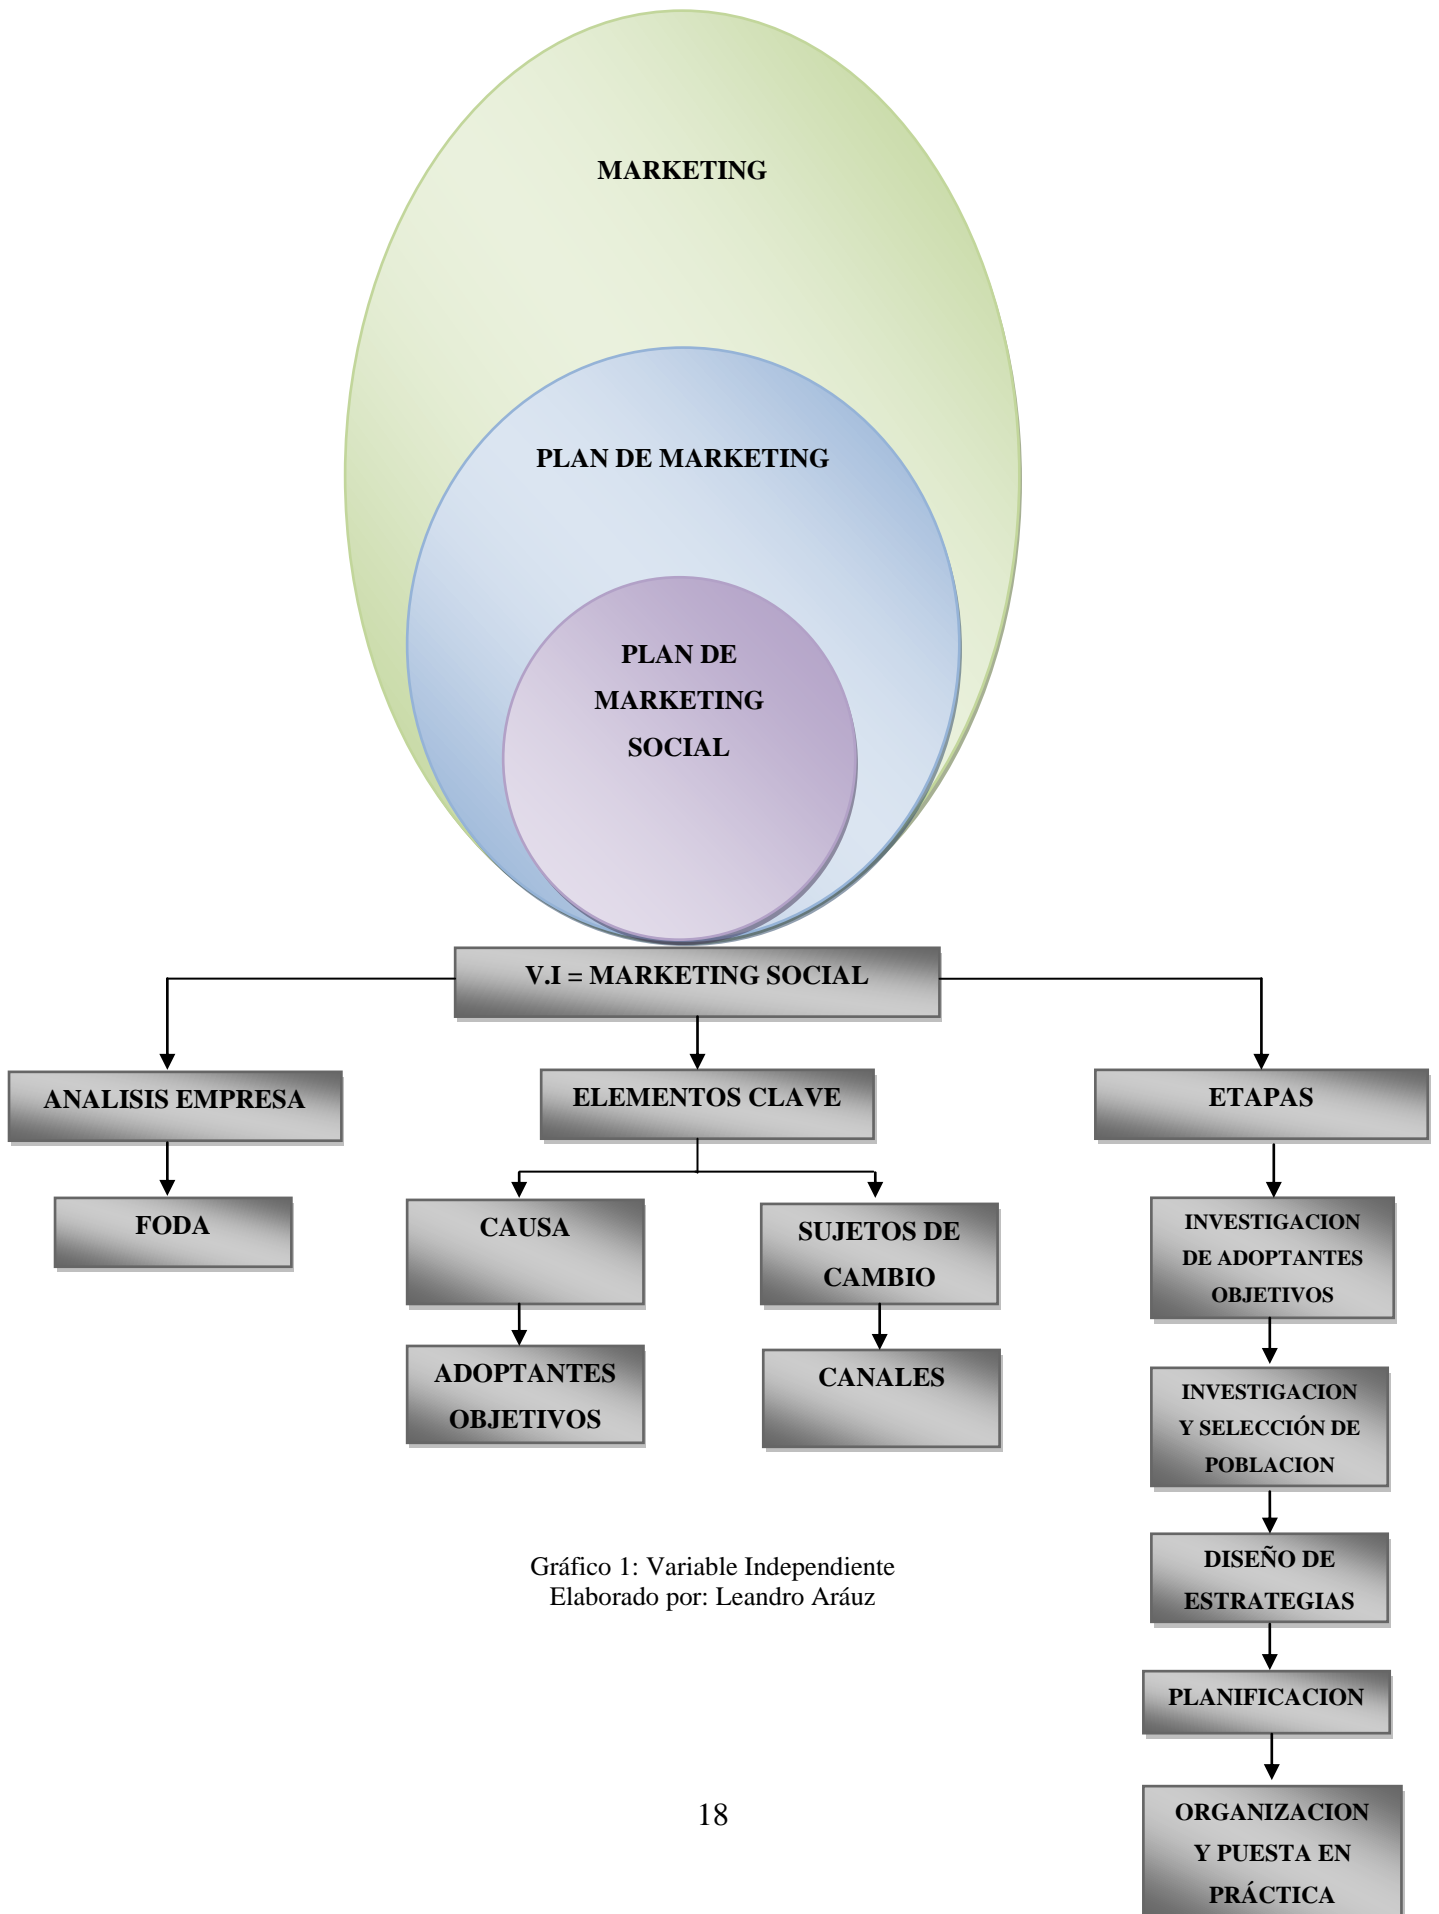 MARKETING
PLAN DE MARKETING
PLAN DE
MARKETING
SOCIAL
V.I = MARKETING SOCIAL
ANALISIS EMPRESA
ELEMENTOS CLAVE
ETAPAS
FODA
CAUSA
SUJETOS DE
CAMBIO
INVESTIGACION
DE ADOPTANTES
OBJETIVOS
ADOPTANTES
OBJETIVOS
CANALES
INVESTIGACION
Y SELECCIÓN DE
POBLACION
DISEÑO DE
ESTRATEGIAS
PLANIFICACION
ORGANIZACION
Y PUESTA EN
PRÁCTICA
Gráfico 1: Variable Independiente
Elaborado por: Leandro Aráuz
18